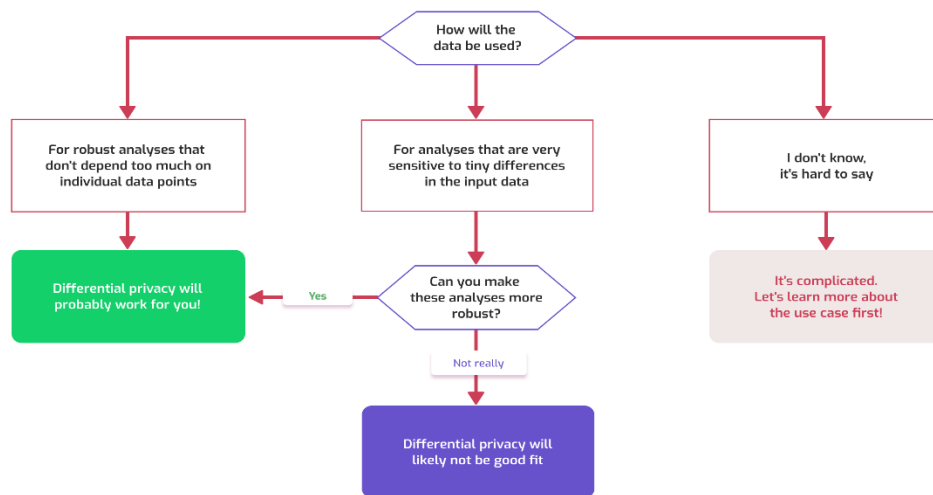 How will the
data be used?
For robust analyses that
don't depend too much on
individual data points
For analyses that are very
sensitive to tiny differences
in the input data
I don't know,
it's hard to say
Differential privacy will
probably work for you!
Yes
Can you make
these analyses more
robust?
It's complicated.
Let's learn more about
the use case first!
Not really
Differential privacy will
likely not be good fit